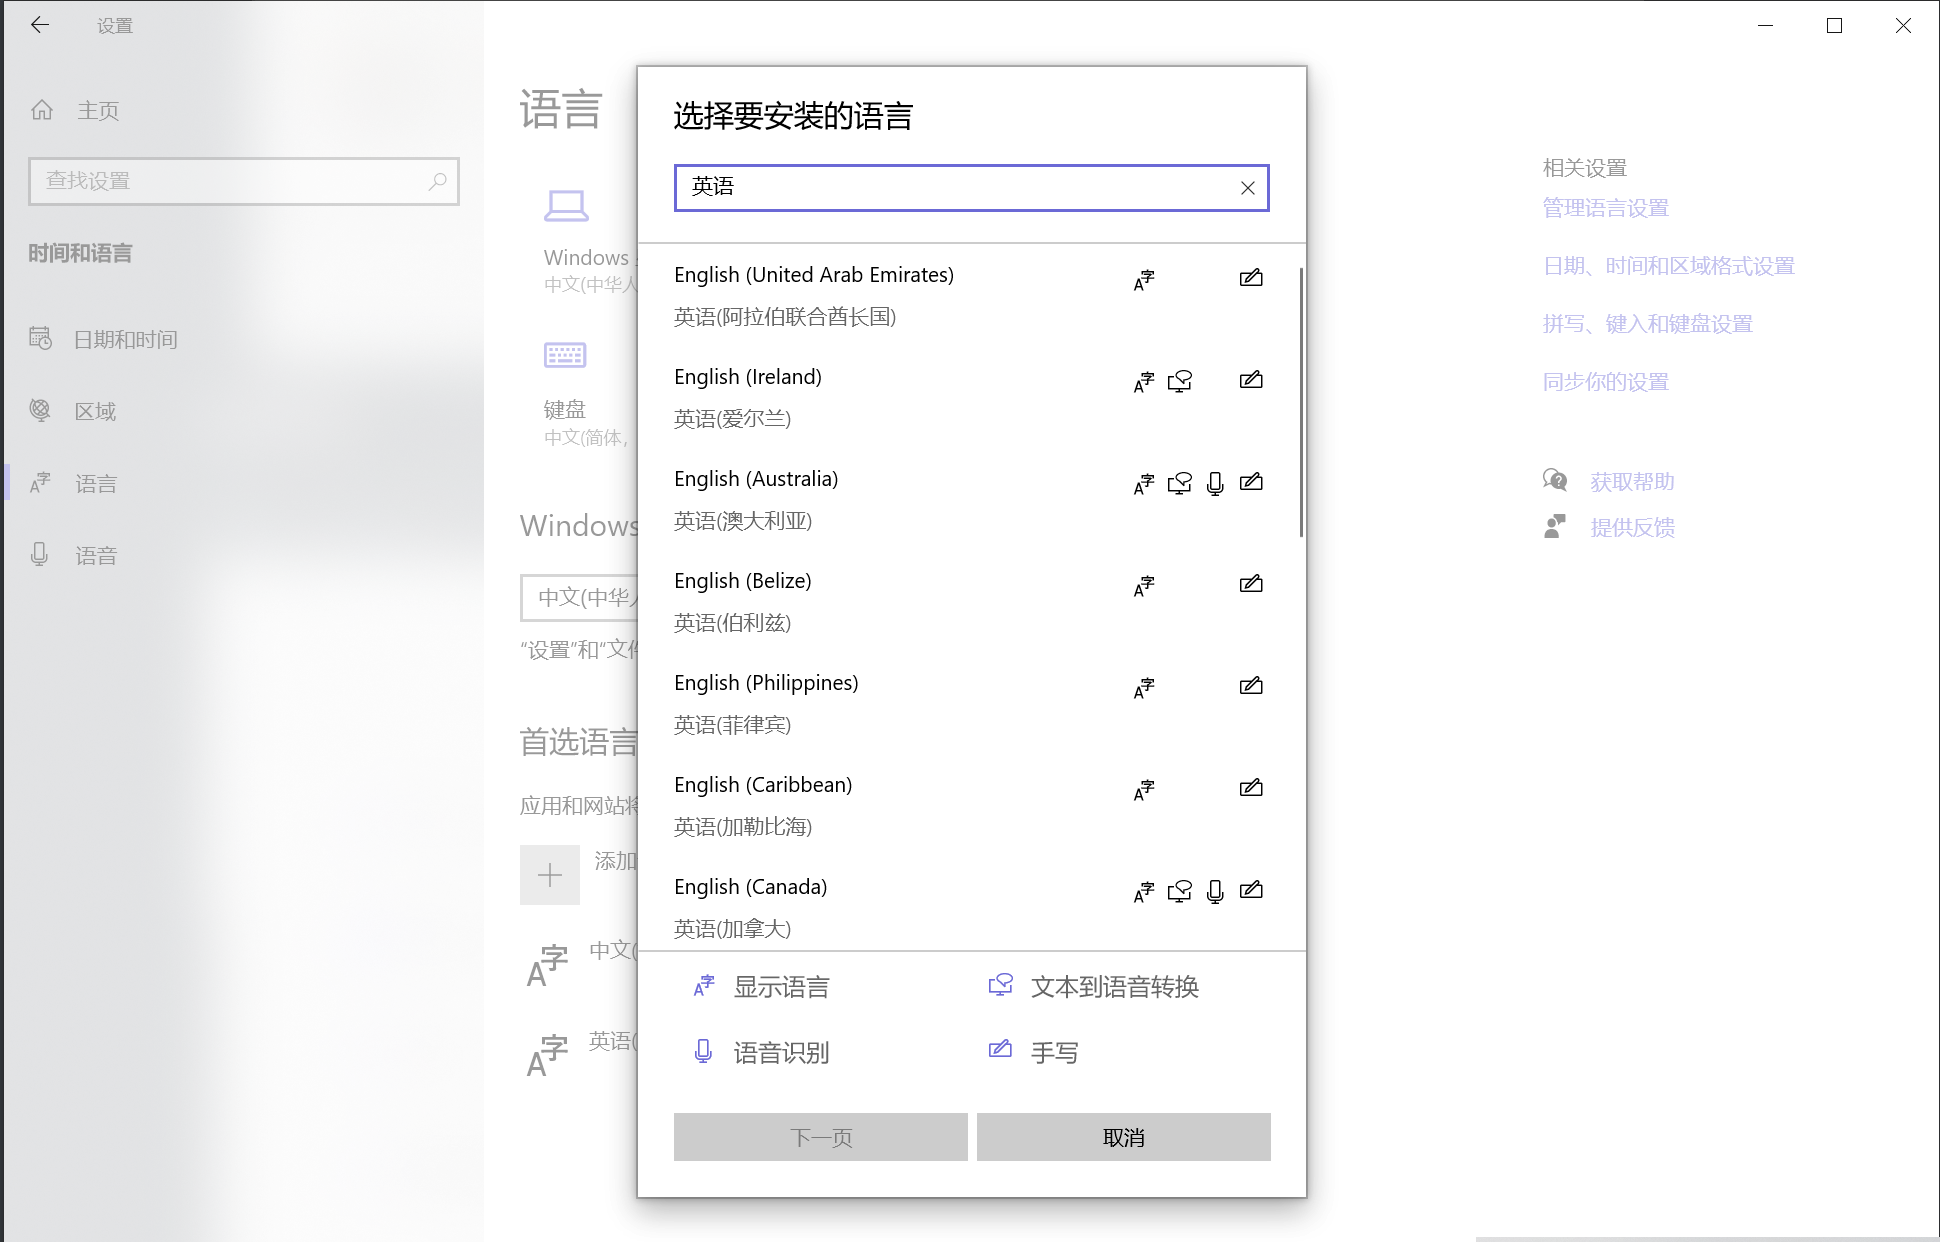 设置
主页
查找设置
时间和语言
日期和时间
区域
语言
语音
语言
Windows
中文(中华人
键盘
中文(简体,
Windows
中文(中华人
“设置”和“文件
首选语言
应用和网站将
添加
中文(
英语(
选择要安装的语言
英语
English (United Arab Emirates)
英语(阿拉伯联合酋长国)
English (Ireland)
英语(爱尔兰)
English (Australia)
英语(澳大利亚)
English (Belize)
英语(伯利兹)
English (Philippines)
英语(菲律宾)
English (Caribbean)
英语(加勒比海)
English (Canada)
英语(加拿大)
显示语言
文本到语音转换
语音识别
手写
下一页
取消
相关设置
管理语言设置
日期、时间和区域格式设置
拼写、键入和键盘设置
同步你的设置
获取帮助
提供反馈